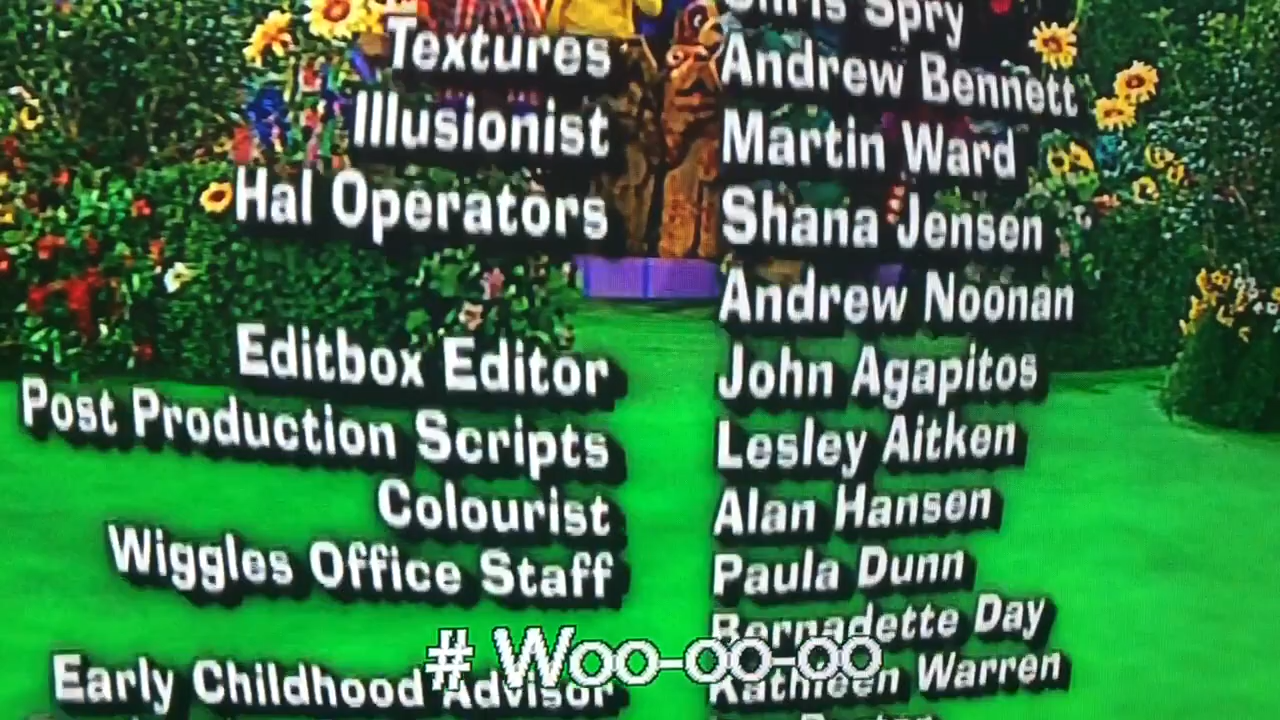 Chris Spry
Textures Andrew Bennett
Illusionist Martin Ward
Hal Operators Shana Jensen
Andrew Noonan
Editbox Editor John Agapitos
Post Production Scripts Lesley Aitken
Colourist Alan Hansen
Wiggles Office Staff Paula Dunn
Bernadette Day
Early Childhood Advisor Kathleen Warren
# Woo-oo-oo